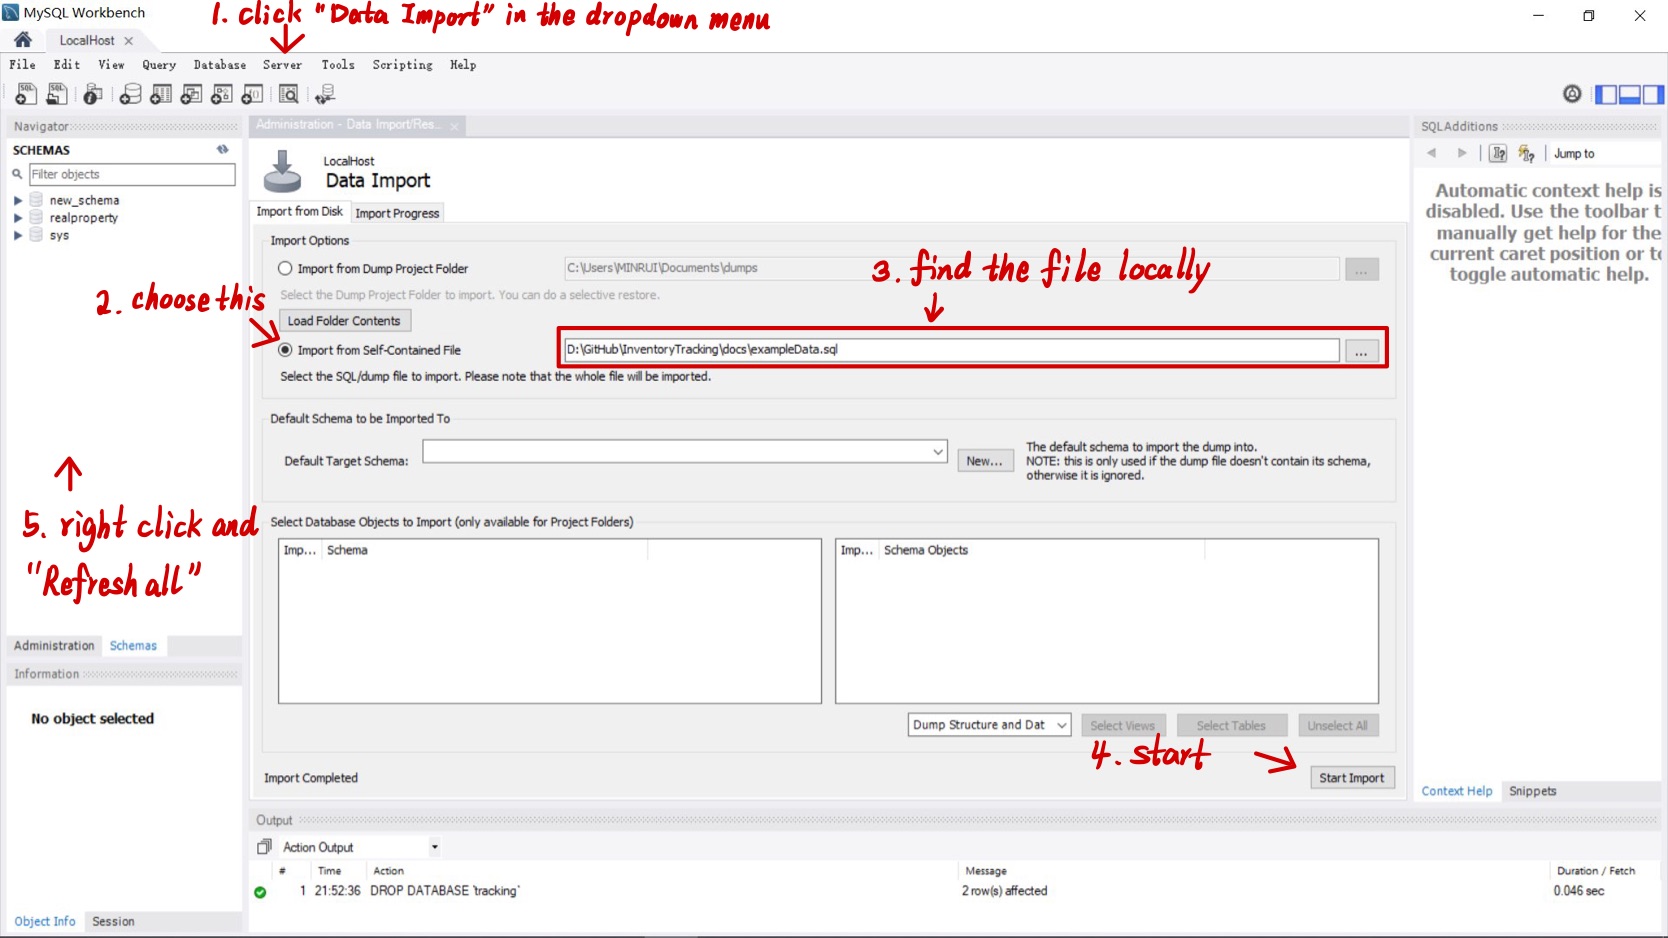 MySQL Workbench
1. click "Data Import" in the dropdown menu
LocalHost
File Edit View Query Database Server Tools Scripting Help
Navigator
SCHEMAS
Filter objects
new_schema
realproperty
sys
5. right click and
"Refresh all"
Administration Schemas
Information
No object selected
Object Info Session
Administration - Data Import/Res...
LocalHost
Data Import
Import from Disk Import Progress
Import Options
Import from Dump Project Folder C:\Users\MINRUI\Documents\dumps ...
3. find the file locally
Select the Dump Project Folder to import. You can do a selective restore.
2. choose this
Load Folder Contents
Import from Self-Contained File D:\GitHub\InventoryTracking\docs\exampleData.sql ...
Select the SQL/dump file to import. Please note that the whole file will be imported.
Default Schema to be Imported To
Default Target Schema: New...
The default schema to import the dump into.
NOTE: this is only used if the dump file doesn't contain its schema,
otherwise it is ignored.
Select Database Objects to Import (only available for Project Folders)
Imp... Schema
Imp... Schema Objects
Dump Structure and Dat Select Views Select Tables Unselect All
4. start
Import Completed Start Import
Output
Action Output
# Time Action Message Duration / Fetch
1 21:52:36 DROP DATABASE 'tracking' 2 row(s) affected 0.046 sec
SQLAdditions
Jump to
Automatic context help is
disabled. Use the toolbar t
manually get help for the
current caret position or to
toggle automatic help.
Context Help Snippets